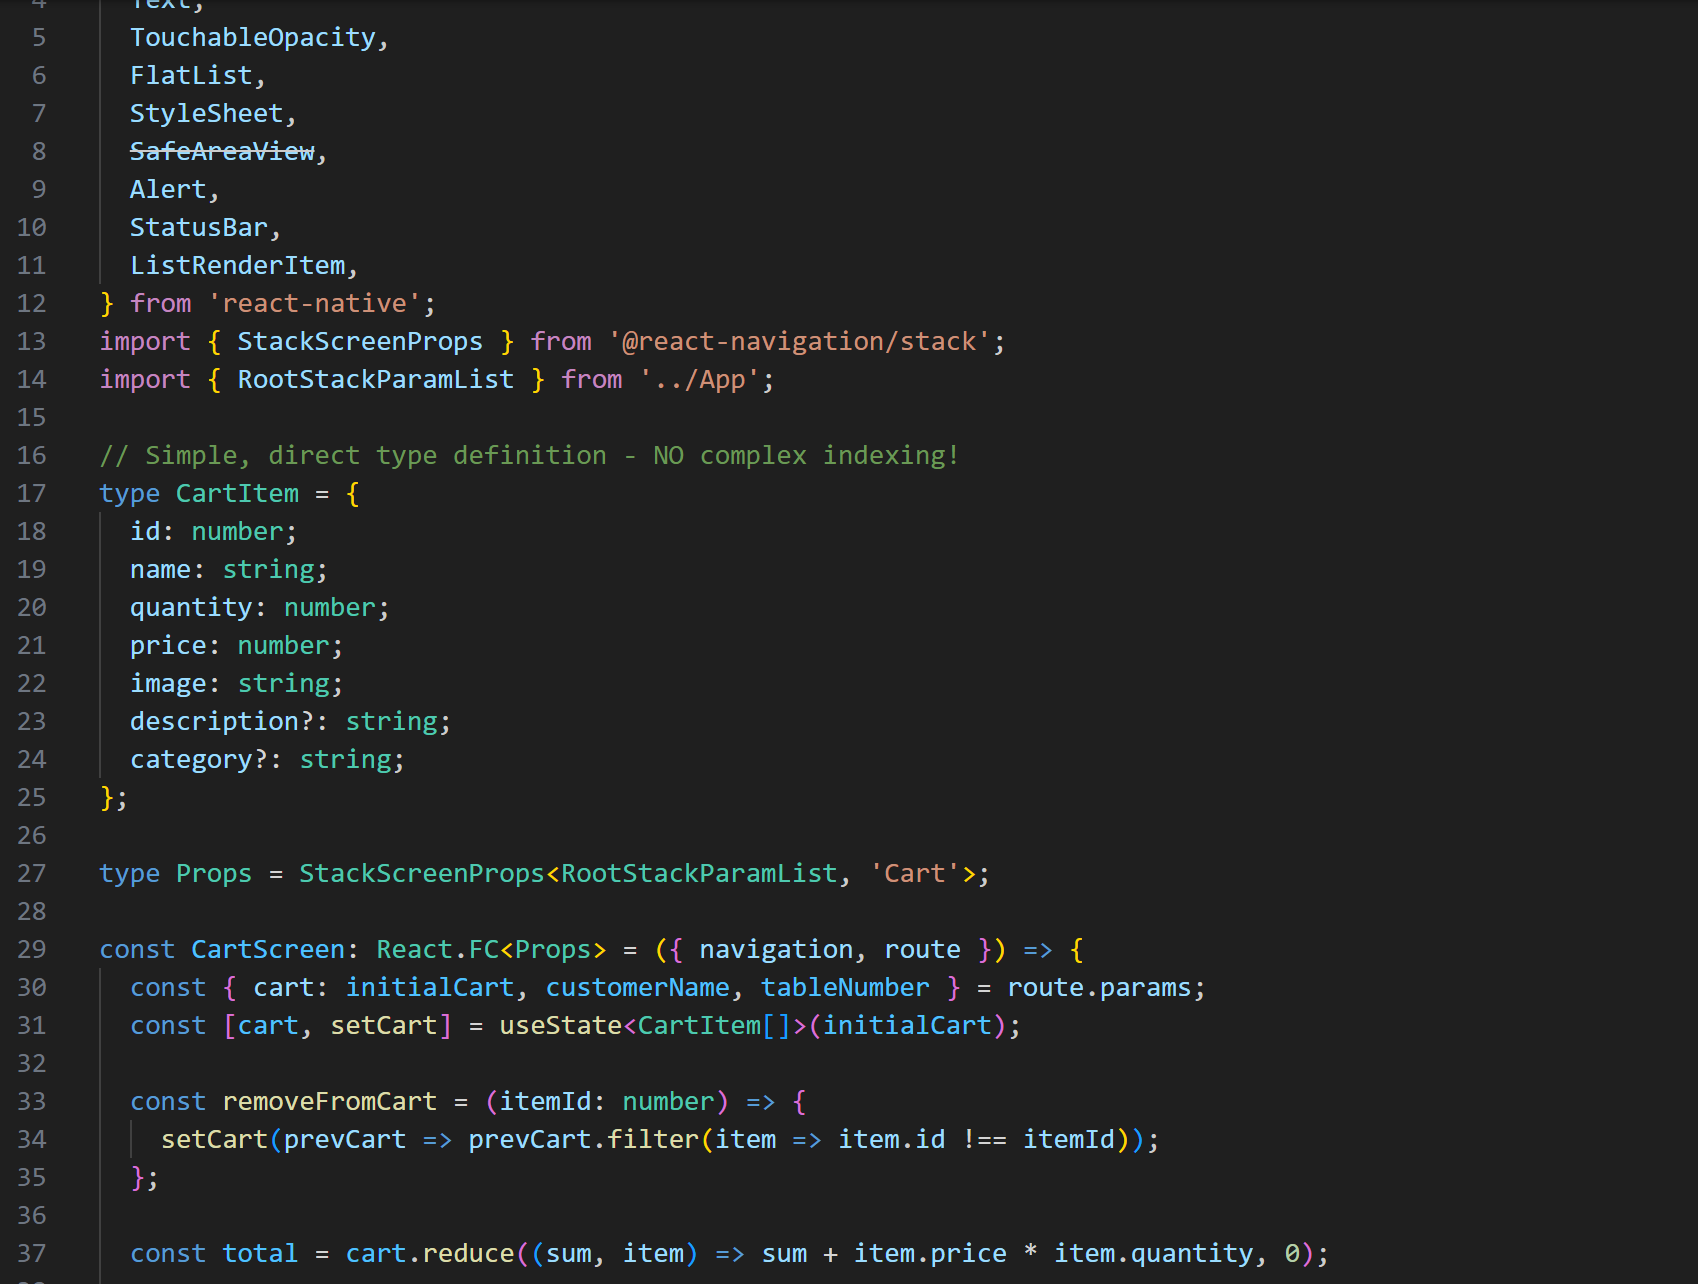 4 Text,
5 TouchableOpacity,
6 FlatList,
7 StyleSheet,
8 SafeAreaView,
9 Alert,
10 StatusBar,
11 ListRenderItem,
12 } from 'react-native';
13 import { StackScreenProps } from '@react-navigation/stack';
14 import { RootStackParamList } from '../App';
15
16 // Simple, direct type definition - NO complex indexing!
17 type CartItem = {
18 id: number;
19 name: string;
20 quantity: number;
21 price: number;
22 image: string;
23 description?: string;
24 category?: string;
25 };
26
27 type Props = StackScreenProps<RootStackParamList, 'Cart'>;
28
29 const CartScreen: React.FC<Props> = ({ navigation, route }) => {
30 const { cart: initialCart, customerName, tableNumber } = route.params;
31 const [cart, setCart] = useState<CartItem[]>(initialCart);
32
33 const removeFromCart = (itemId: number) => {
34 setCart(prevCart => prevCart.filter(item => item.id !== itemId));
35 };
36
37 const total = cart.reduce((sum, item) => sum + item.price * item.quantity, 0);